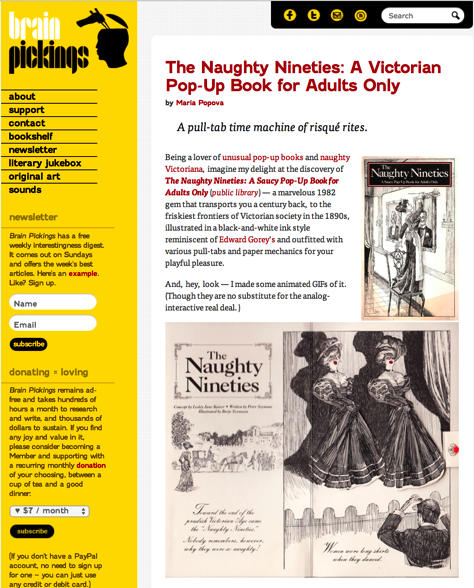 brain
pickings
Search
about
support
contact
bookshelf
newsletter
literary jukebox
original art
sounds
newsletter
Brain Pickings has a free
weekly interestingness digest.
It comes out on Sundays
and offers the week's best
articles. Here's an example.
Like? Sign up.
Name
Email
subscribe
donating = loving
Brain Pickings remains ad-
free and takes hundreds of
hours a month to research
and write, and thousands of
dollars to sustain. If you find
any joy and value in it,
please consider becoming a
Member and supporting with
a recurring monthly donation
of your choosing, between a
cup of tea and a good
dinner:
♥ $7 / month
subscribe
(If you don't have a PayPal
account, no need to sign up
for one – you can just use
any credit or debit card.)
The Naughty Nineties: A Victorian
Pop-Up Book for Adults Only
by Maria Popova
A pull-tab time machine of risqué rites.
Being a lover of unusual pop-up books and naughty
Victoriana, imagine my delight at the discovery of
The Naughty Nineties: A Saucy Pop-Up Book for
Adults Only (public library) — a marvelous 1982
gem that transports you a century back, to the
friskiest frontiers of Victorian society in the 1890s,
illustrated in a black-and-white ink style
reminiscent of Edward Gorey's and outfitted with
various pull-tabs and paper mechanics for your
playful pleasure.
And, hey, look — I made some animated GIFs of it.
(Though they are no substitute for the analog-
interactive real deal.)
The
Naughty Nineties
A Saucy Pop-Up Book for Adults Only
The
Naughty
Nineties
Toward the end of the
prudish Victorian Age came
the "Naughty Nineties".
Nobody remembers, however,
why they were so naughty!
Women wore long skirts
when they danced.